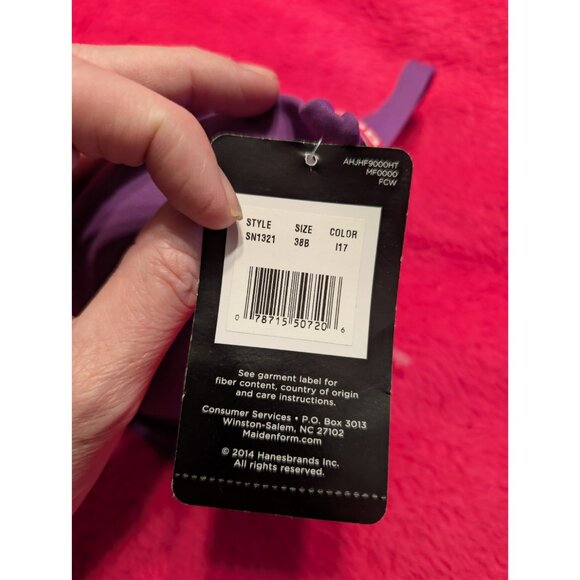 AHJHF9000HT
MF0000
FCW
STYLE SIZE COLOR
SN1321 38B I17
0 78715 50720 6
See garment label for
fiber content, country of origin
and care instructions.
Consumer Services • P.O. Box 3013
Winston-Salem, NC 27102
Maidenform.com
© 2014 Hanesbrands Inc.
All rights reserved.